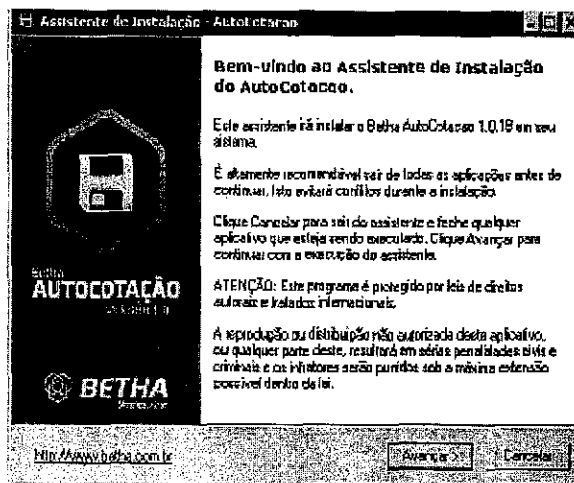 Assistente de Instalação - AutoCotacao
Bem-vindo ao Assistente de Instalação
do AutoCotacao.
Este assistente irá instalar o Betha AutoCotacao 1.0.18 em seu
sistema.
É altamente recomendável sair de todas as aplicações antes de
continuar. Isto evitará conflitos durante a instalação.
Clique Cancelar para sair do assistente e feche qualquer
aplicativo que esteja sendo executado. Clique Avançar para
continuar com a execução do assistente.
Betha
AUTOCOTAÇÃO
ATENÇÃO: Este programa é protegido por leis de direitos
autorais e tratados internacionais.
A reprodução ou distribuição não autorizada deste aplicativo,
ou qualquer parte deste, resultará em sérias penalidades civis e
criminais e os infratores serão punidos sob a máxima extensão
possível dentro da lei.
BETHA
http://www.betha.com.br
Avançar >
Cancelar